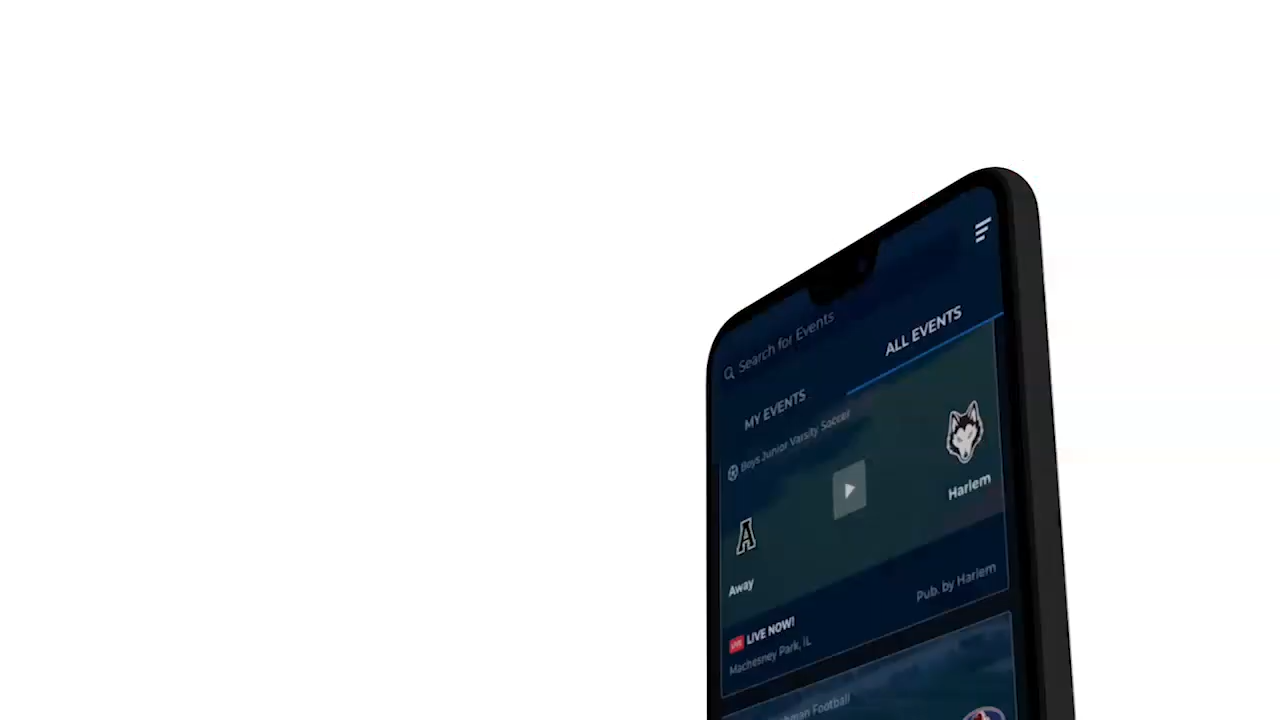 Search for Events
MY EVENTS
ALL EVENTS
Boys Junior Varsity Soccer
A
Away
Harlem
LIVE LIVE NOW!
Machesney Park, IL
Pub. by Harlem
Football